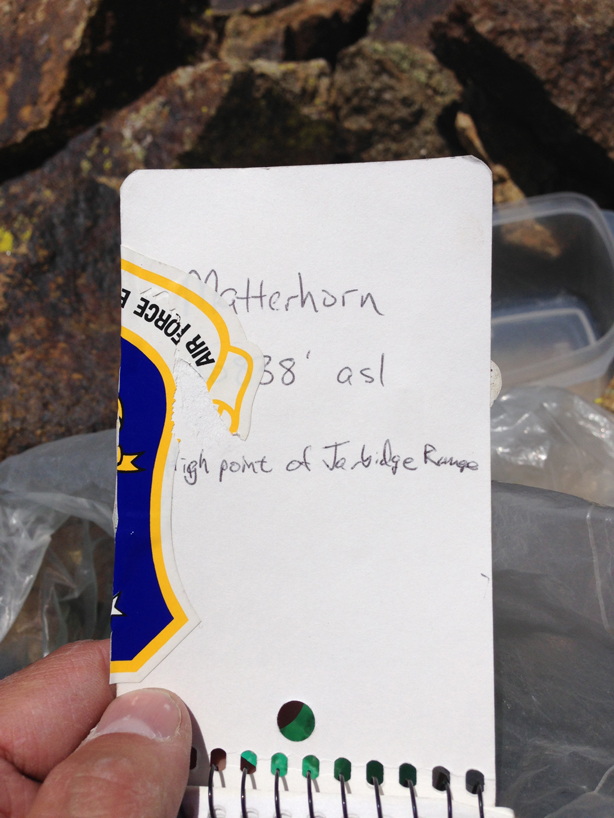 Matterhorn
AIR FORCE
38' asl
igh point of Jarbidge Range